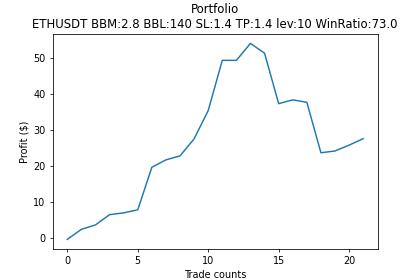 Portfolio
ETHUSDT BBM:2.8 BBL:140 SL:1.4 TP:1.4 lev:10 WinRatio:73.0
Profit ($)
50
40
30
20
10
0
0 5 10 15 20
Trade counts